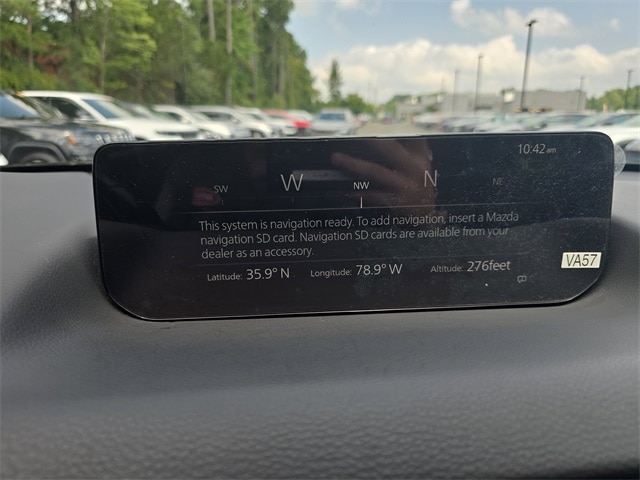 10:42 am
SW W NW N NE
This system is navigation ready. To add navigation, insert a Mazda
navigation SD card. Navigation SD cards are available from your
dealer as an accessory.
Latitude: 35.9° N Longitude: 78.9° W Altitude: 276feet
VA57